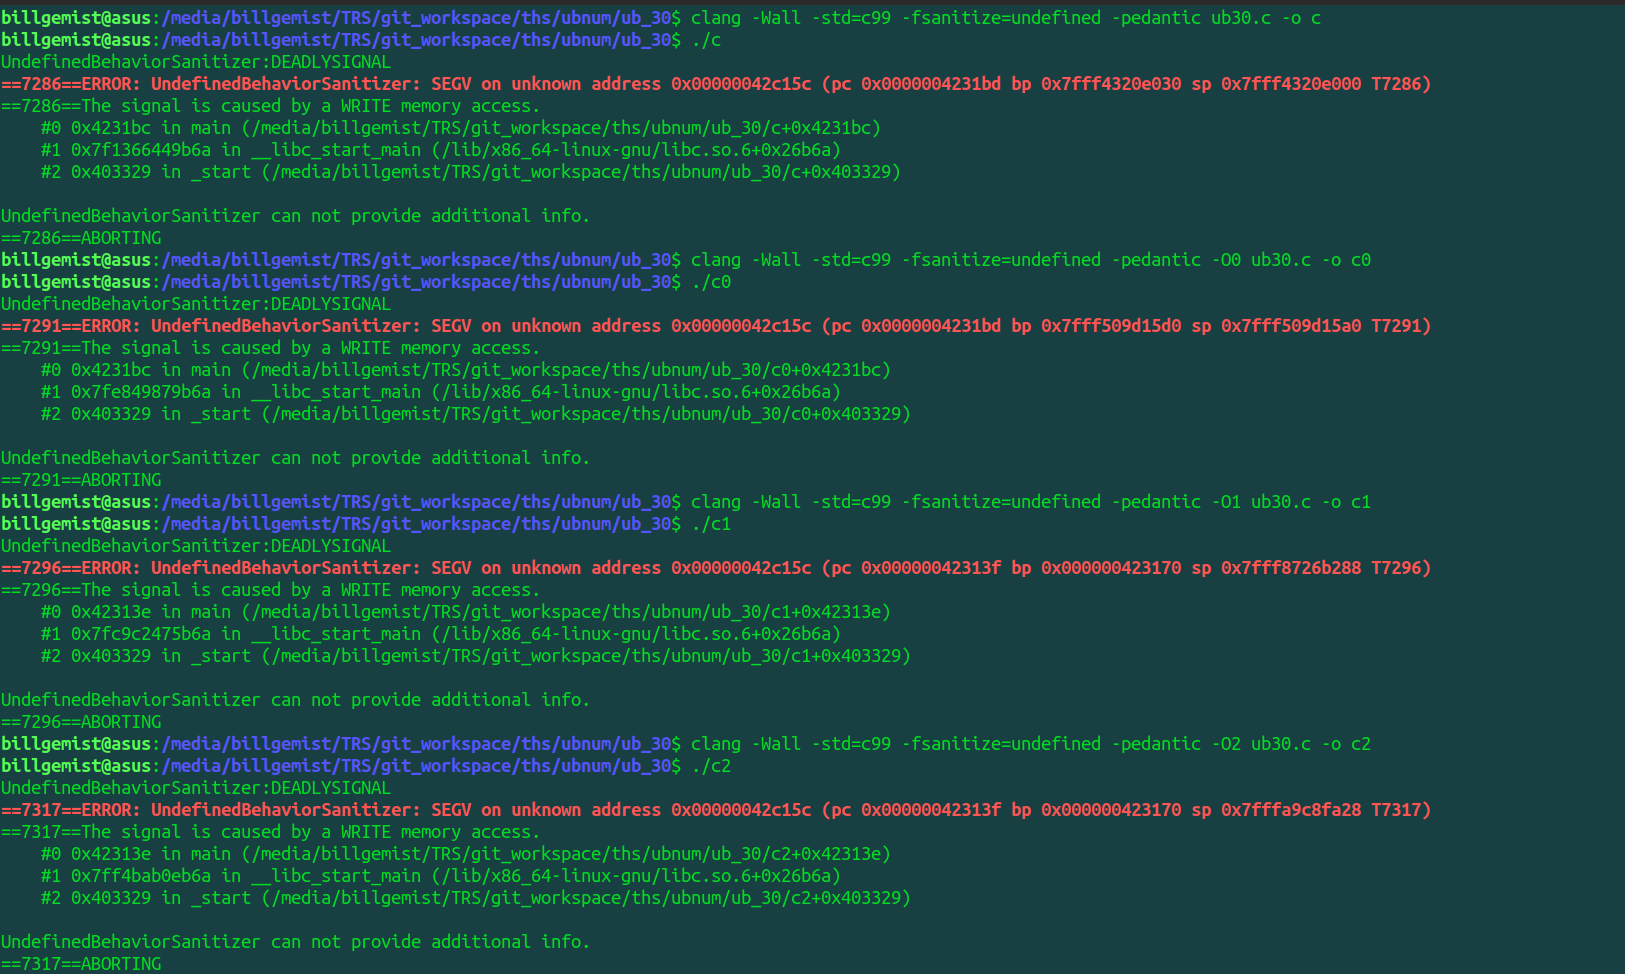 billgemist@asus:/media/billgemist/TRS/git_workspace/ths/ubnum/ub_30$ clang -Wall -std=c99 -fsanitize=undefined -pedantic ub30.c -o c
billgemist@asus:/media/billgemist/TRS/git_workspace/ths/ubnum/ub_30$ ./c
UndefinedBehaviorSanitizer:DEADLYSIGNAL
==7286==ERROR: UndefinedBehaviorSanitizer: SEGV on unknown address 0x00000042c15c (pc 0x0000004231bd bp 0x7fff4320e030 sp 0x7fff4320e000 T7286)
==7286==The signal is caused by a WRITE memory access.
    #0 0x4231bc in main (/media/billgemist/TRS/git_workspace/ths/ubnum/ub_30/c+0x4231bc)
    #1 0x7f1366449b6a in __libc_start_main (/lib/x86_64-linux-gnu/libc.so.6+0x26b6a)
    #2 0x403329 in _start (/media/billgemist/TRS/git_workspace/ths/ubnum/ub_30/c+0x403329)

UndefinedBehaviorSanitizer can not provide additional info.
==7286==ABORTING
billgemist@asus:/media/billgemist/TRS/git_workspace/ths/ubnum/ub_30$ clang -Wall -std=c99 -fsanitize=undefined -pedantic -O0 ub30.c -o c0
billgemist@asus:/media/billgemist/TRS/git_workspace/ths/ubnum/ub_30$ ./c0
UndefinedBehaviorSanitizer:DEADLYSIGNAL
==7291==ERROR: UndefinedBehaviorSanitizer: SEGV on unknown address 0x00000042c15c (pc 0x0000004231bd bp 0x7fff509d15d0 sp 0x7fff509d15a0 T7291)
==7291==The signal is caused by a WRITE memory access.
    #0 0x4231bc in main (/media/billgemist/TRS/git_workspace/ths/ubnum/ub_30/c0+0x4231bc)
    #1 0x7fe849879b6a in __libc_start_main (/lib/x86_64-linux-gnu/libc.so.6+0x26b6a)
    #2 0x403329 in _start (/media/billgemist/TRS/git_workspace/ths/ubnum/ub_30/c0+0x403329)

UndefinedBehaviorSanitizer can not provide additional info.
==7291==ABORTING
billgemist@asus:/media/billgemist/TRS/git_workspace/ths/ubnum/ub_30$ clang -Wall -std=c99 -fsanitize=undefined -pedantic -O1 ub30.c -o c1
billgemist@asus:/media/billgemist/TRS/git_workspace/ths/ubnum/ub_30$ ./c1
UndefinedBehaviorSanitizer:DEADLYSIGNAL
==7296==ERROR: UndefinedBehaviorSanitizer: SEGV on unknown address 0x00000042c15c (pc 0x00000042313f bp 0x000000423170 sp 0x7fff8726b288 T7296)
==7296==The signal is caused by a WRITE memory access.
    #0 0x42313e in main (/media/billgemist/TRS/git_workspace/ths/ubnum/ub_30/c1+0x42313e)
    #1 0x7fc9c2475b6a in __libc_start_main (/lib/x86_64-linux-gnu/libc.so.6+0x26b6a)
    #2 0x403329 in _start (/media/billgemist/TRS/git_workspace/ths/ubnum/ub_30/c1+0x403329)

UndefinedBehaviorSanitizer can not provide additional info.
==7296==ABORTING
billgemist@asus:/media/billgemist/TRS/git_workspace/ths/ubnum/ub_30$ clang -Wall -std=c99 -fsanitize=undefined -pedantic -O2 ub30.c -o c2
billgemist@asus:/media/billgemist/TRS/git_workspace/ths/ubnum/ub_30$ ./c2
UndefinedBehaviorSanitizer:DEADLYSIGNAL
==7317==ERROR: UndefinedBehaviorSanitizer: SEGV on unknown address 0x00000042c15c (pc 0x00000042313f bp 0x000000423170 sp 0x7fffa9c8fa28 T7317)
==7317==The signal is caused by a WRITE memory access.
    #0 0x42313e in main (/media/billgemist/TRS/git_workspace/ths/ubnum/ub_30/c2+0x42313e)
    #1 0x7ff4bab0eb6a in __libc_start_main (/lib/x86_64-linux-gnu/libc.so.6+0x26b6a)
    #2 0x403329 in _start (/media/billgemist/TRS/git_workspace/ths/ubnum/ub_30/c2+0x403329)

UndefinedBehaviorSanitizer can not provide additional info.
==7317==ABORTING